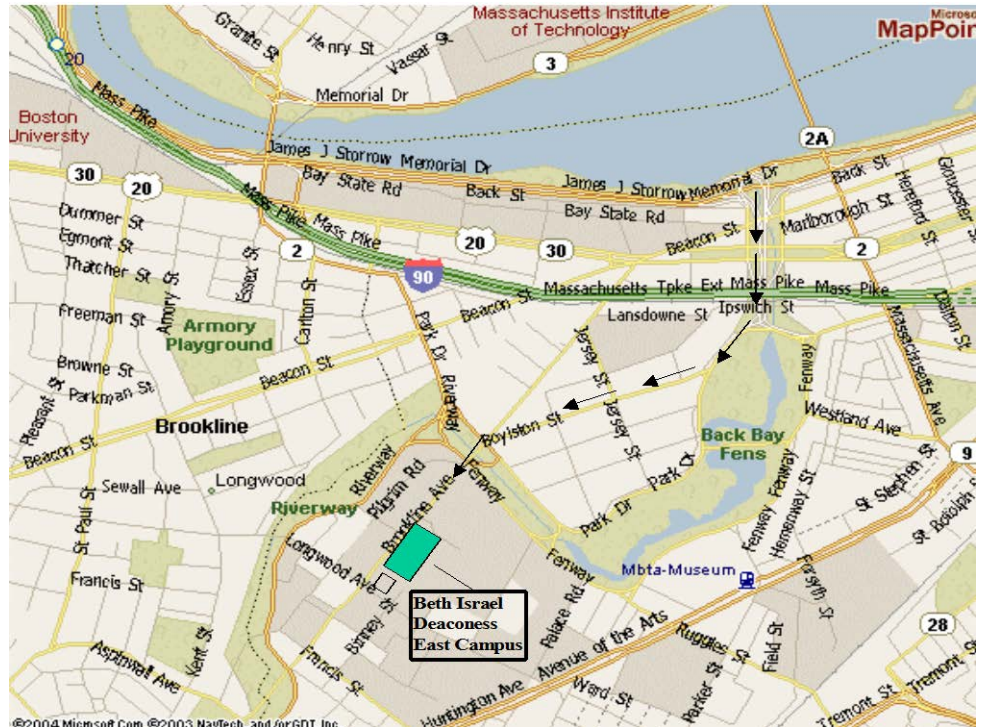 Massachusetts Institute
of Technology
Microso
MapPoin
Granite St
Henry St
Vassar St
3
20
Memorial Dr
Mass Pike
Boston
University
2A
James J Storrow Memorial Dr
30
20
Bay State Rd
Back St
James J Storrow Memorial Dr
Back St
Hereford St
Gloucester St
Bay State Rd
Marlborough St
Dummer St
Egmont St
Thatcher St
Mass Pike
Mass Pike
2
20
30
Beacon St
2
Essex St
Amory St
Carlton St
90
Massachusetts Tpke Ext
Mass Pike
Mass Pike
Dalton St
Freeman St
Armory
Playground
Park Dr
Beacon St
Lansdowne St
Ipswich St
Jersey St
Massachusetts Ave
Browne St
Parkman St
Beacon St
Riverway
Fenway
Pleasant St
Brookline
Boylston St
Jersey St
Westland Ave
Beacon St
Back Bay
Fens
9
Sewall Ave
Longwood
Riverway
Pilgrim Rd
Fenway
Park Dr
St Stephen St
Riverway
Brookline Ave
Park Dr
Fenway
Fenway
Hemenway St
St Botolph St
St Paul St
Longwood Ave
Fenway
Mbta-Museum
Francis St
Binney St
Beth Israel
Deaconess
East Campus
Palace Rd
Forsyth St
Avenue of the Arts
Ruggles St
Field St
28
Kent St
Aspinwall Ave
Francis St
Huntington Ave
Ward St
Parker St
Tremont St
Tremont St
©2004 Microsoft Corp ©2003 NavTech, and/or GDT, Inc.